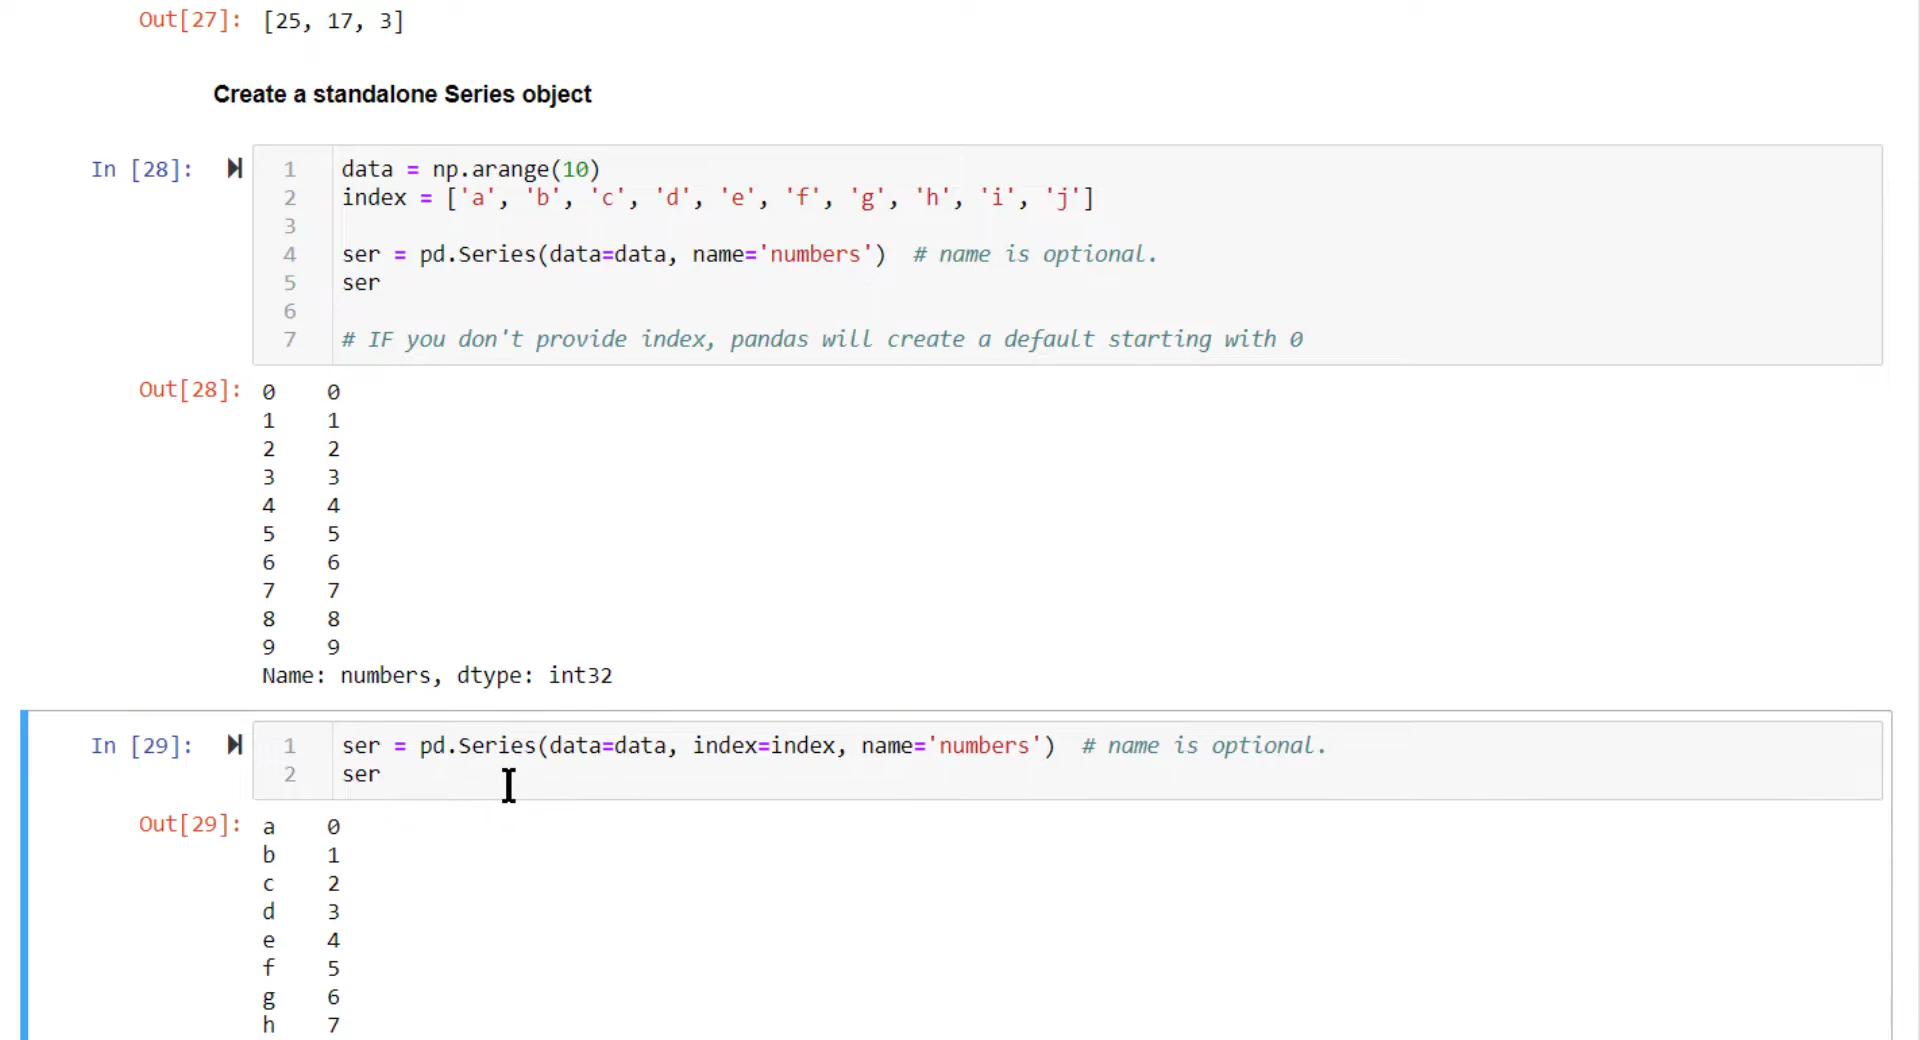 Out[27]: [25, 17, 3]
Create a standalone Series object
In [28]: 1 data = np.arange(10)
2 index = ['a', 'b', 'c', 'd', 'e', 'f', 'g', 'h', 'i', 'j']
3
4 ser = pd.Series(data=data, name='numbers')  # name is optional.
5 ser
6
7 # IF you don't provide index, pandas will create a default starting with 0
Out[28]: 0    0
1    1
2    2
3    3
4    4
5    5
6    6
7    7
8    8
9    9
Name: numbers, dtype: int32
In [29]: 1 ser = pd.Series(data=data, index=index, name='numbers')  # name is optional.
2 ser
Out[29]: a    0
b    1
c    2
d    3
e    4
f    5
g    6
h    7